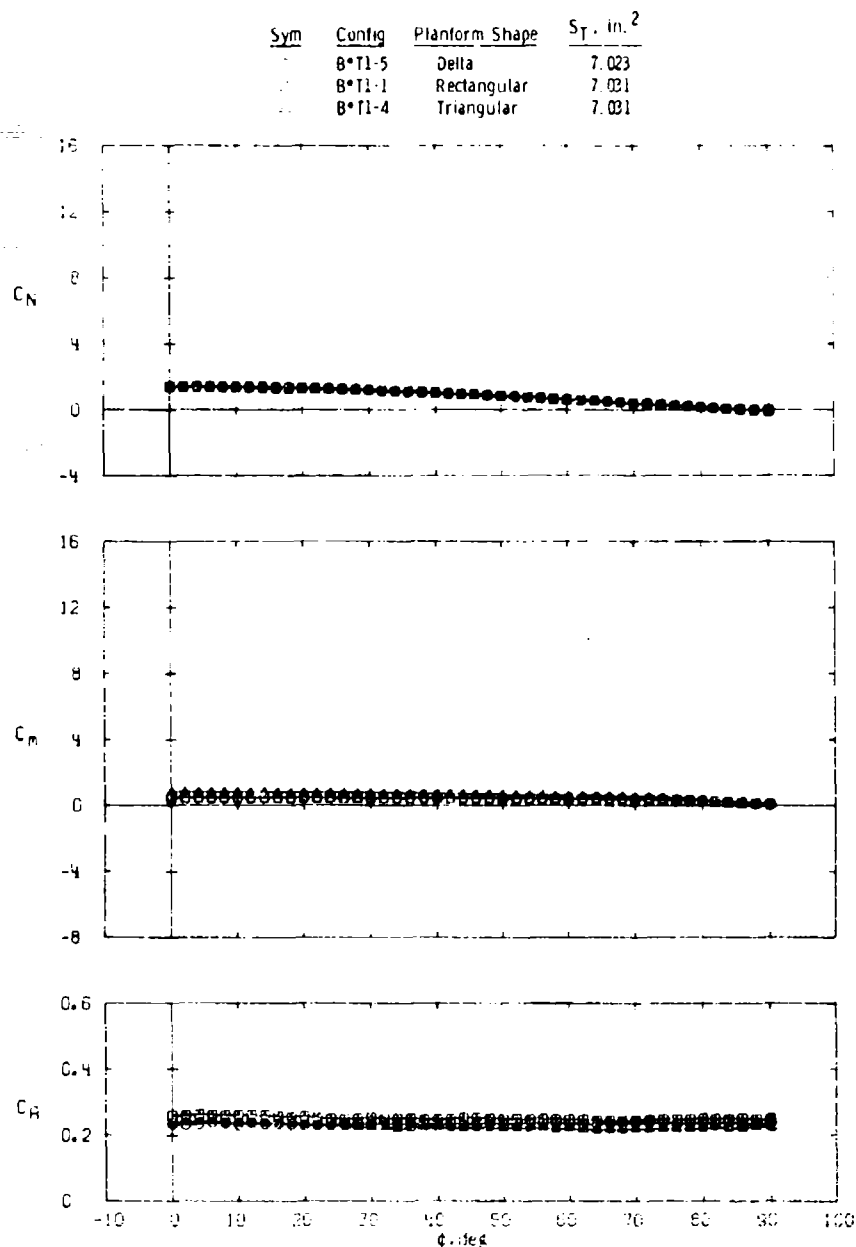 Sym Config Planform Shape S_T, in.²
B*T1-5 Delta 7.023
B*T1-1 Rectangular 7.031
B*T1-4 Triangular 7.031
16
12
8
C_N
4
0
-4
16
12
8
C_m 4
0
-4
-8
0.6
0.4
C_A
0.2
0
-10 0 10 20 30 40 50 60 70 80 90 100
ϕ, deg